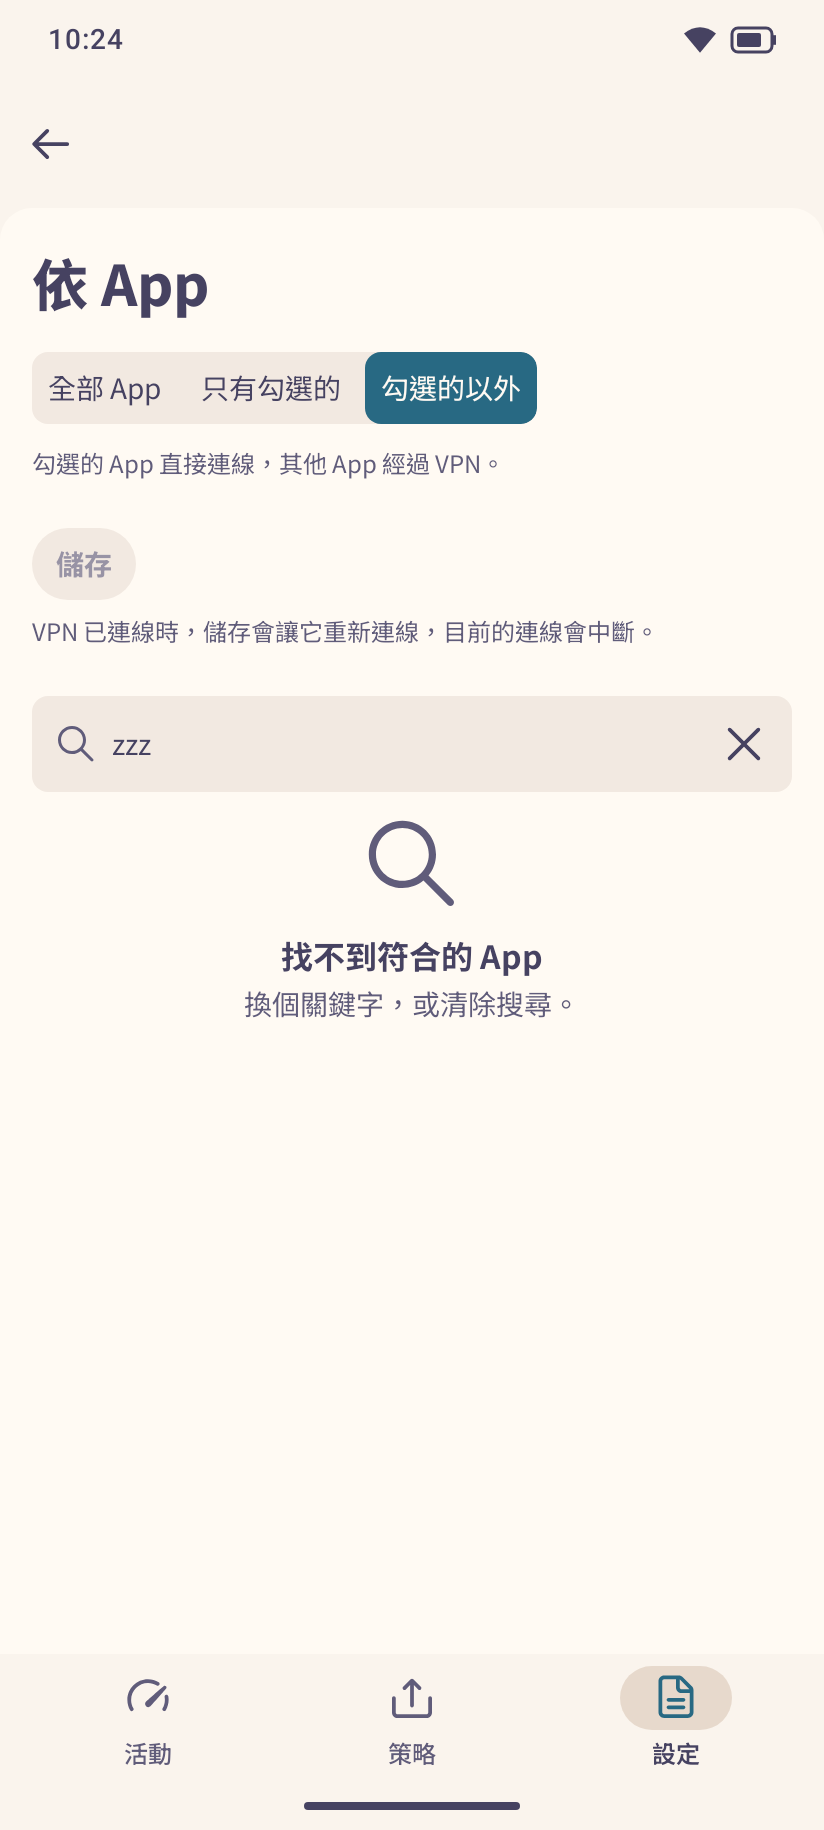 10:24
依 App
全部 App 只有勾選的 勾選的以外
勾選的 App 直接連線，其他 App 經過 VPN。
儲存
VPN 已連線時，儲存會讓它重新連線，目前的連線會中斷。
zzz
找不到符合的 App
換個關鍵字，或清除搜尋。
活動 策略 設定